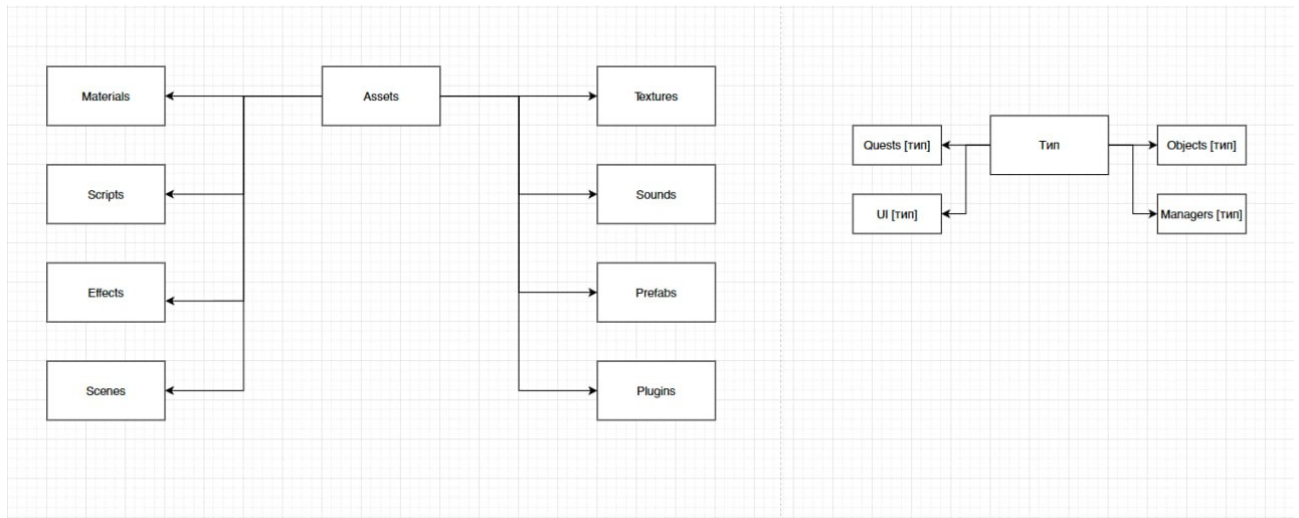 Materials
Assets
Textures
Scripts
Sounds
Effects
Prefabs
Scenes
Plugins
Quests [тип]
Тип
Objects [тип]
UI [тип]
Managers [тип]